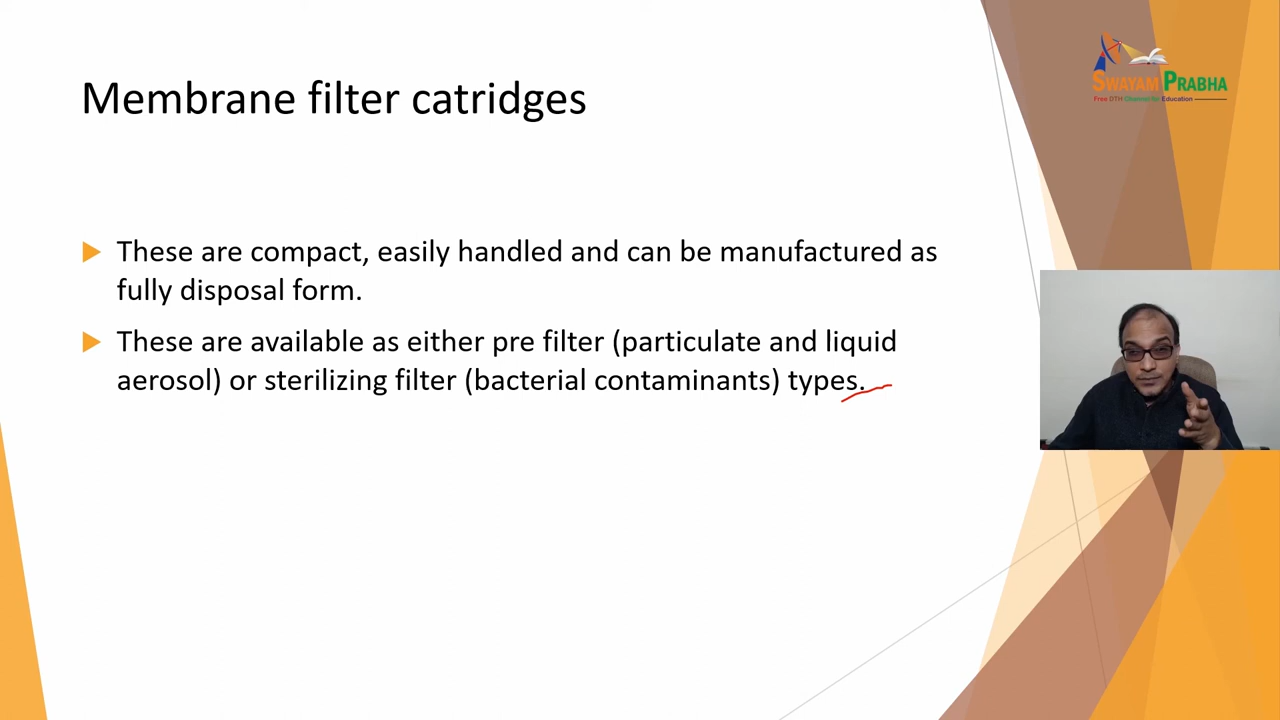 Membrane filter catridges
These are compact, easily handled and can be manufactured as
fully disposal form.
These are available as either pre filter (particulate and liquid
aerosol) or sterilizing filter (bacterial contaminants) types.
SWAYAM PRABHA
Free DTH Channel for Education